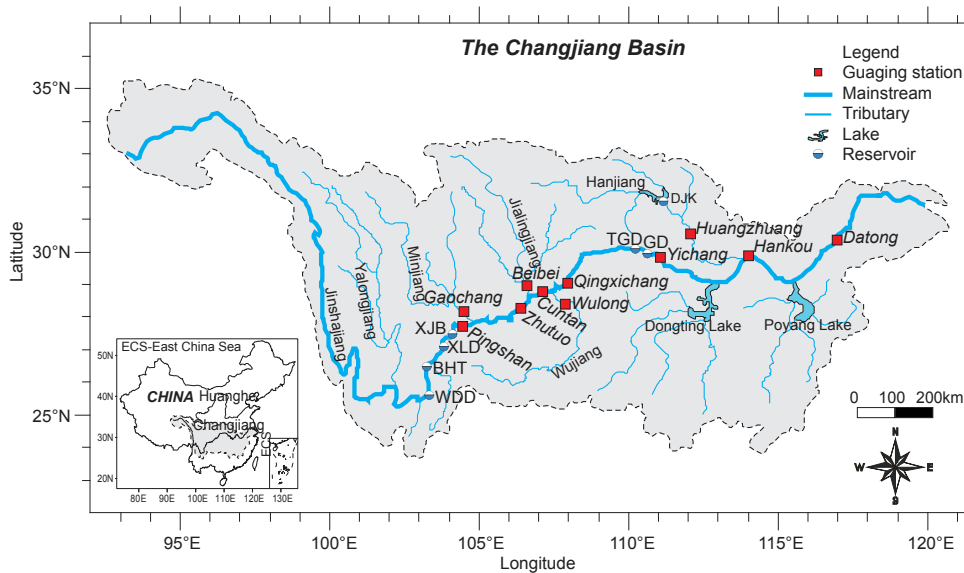 The Changjiang Basin
Legend
Guaging station
Mainstream
Tributary
Lake
Reservoir
35°N
30°N
25°N
Latitude
Hanjiang
DJK
Huangzhuang
Hankou
Datong
TGD
GD
Yichang
Jialingjiang
Minjiang
Yalongjiang
Jinshajiang
Beibei
Qingxichang
Gaochang
Wulong
Cuntan
Zhutuo
Pingshan
XJB
XLD
BHT
WDD
Wujiang
Dongting Lake
Poyang Lake
0 100 200km
N
W E
S
ECS-East China Sea
50N
40N
30N
20N
CHINA
Huanghe
Changjiang
ECS
80E 90E 100E 110E 120E 130E
95°E 100°E 105°E 110°E 115°E 120°E
Longitude